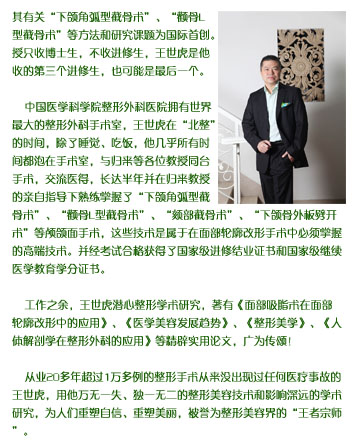 具有关“下颌角弧型截骨术”、“颧骨L
型截骨术”等方法和研究课题为国际首创。
授只收博士生，不收进修生，王世虎是他
收的第三个进修生，也可能是最后一个。
中国医学科学院整形外科医院拥有世界
最大的整形外科手术室，王世虎在“北整”
的时间，除了睡觉、吃饭，他几乎所有时
间都泡在手术室，与归来等各位教授同台
手术，交流医得，长达半年并在归来教授
的亲自指导下熟练掌握了“下颌角弧型截
骨术”、“颧骨L型截骨术”、“颏部截骨术”、“下颌骨外板劈开
术”等颅颌面手术，这些技术是属于在面部轮廓改形手术中必须掌握
的高端技术。并经考试合格获得了国家级进修结业证书和国家级继续
医学教育学分证书。
工作之余，王世虎潜心整形学术研究，著有《面部吸脂术在面部
轮廓改形中的应用》、《医学美容发展趋势》、《整形美学》、《人
体解剖学在整形外科的应用》等精辟实用论文，广为传颂！
从业20多年超过1万多例的整形手术从来没出现过任何医疗事故的
王世虎，用他万无一失、独一无二的整形美容技术和影响深远的学术
研究，为人们重塑自信、重塑美丽，被誉为整形美容界的“王者宗师”
。